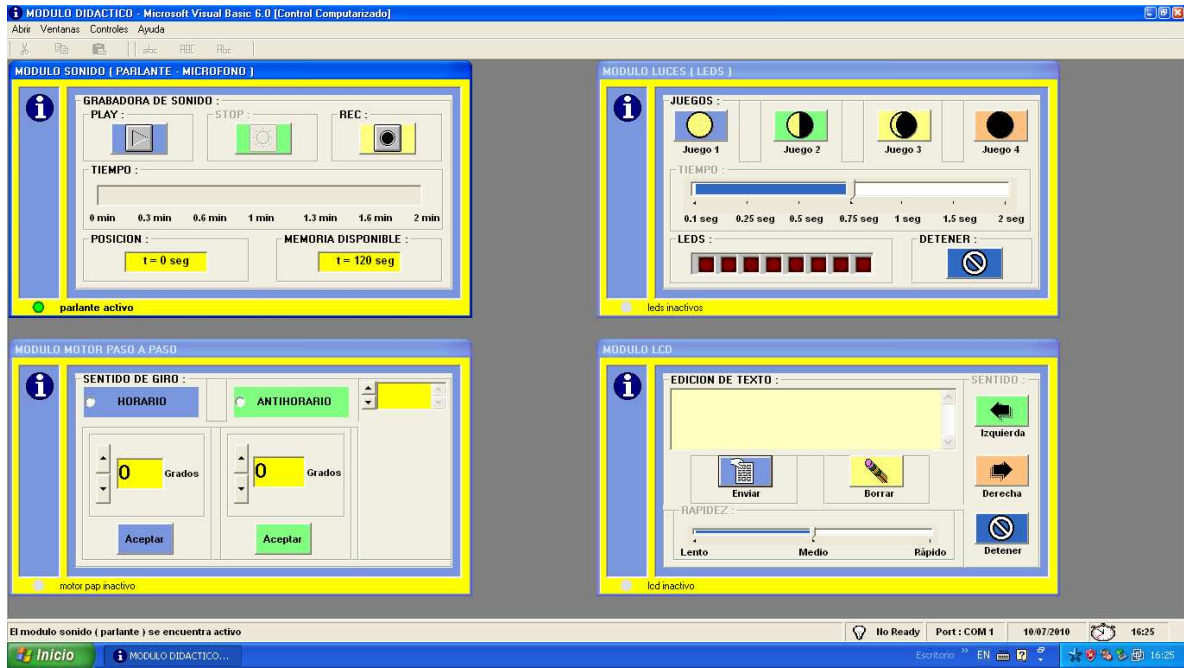 MODULO DIDACTICO - Microsoft Visual Basic 6.0 [Control Computarizado]
Abrir Ventanas Controles Ayuda
abc ABC Abc
MODULO SONIDO ( PARLANTE - MICROFONO )
GRABADORA DE SONIDO :
PLAY : STOP : REC :
TIEMPO :
0 min 0.3 min 0.6 min 1 min 1.3 min 1.6 min 2 min
POSICION : MEMORIA DISPONIBLE :
t = 0 seg t = 120 seg
parlante activo
MODULO LUCES ( LEDS )
JUEGOS :
Juego 1 Juego 2 Juego 3 Juego 4
TIEMPO :
0.1 seg 0.25 seg 0.5 seg 0.75 seg 1 seg 1.5 seg 2 seg
LEDS : DETENER :
leds inactivos
MODULO MOTOR PASO A PASO
SENTIDO DE GIRO :
HORARIO ANTIHORARIO
0 Grados 0 Grados
Aceptar Aceptar
motor pap inactivo
MODULO LCD
EDICION DE TEXTO : SENTIDO :
Izquierda
Enviar Borrar Derecha
RAPIDEZ :
Lento Medio Rápido Detener
lcd inactivo
El modulo sonido ( parlante ) se encuentra activo No Ready Port : COM 1 10/07/2010 16:25
Inicio MODULO DIDACTICO... Escritorio » EN 16:25